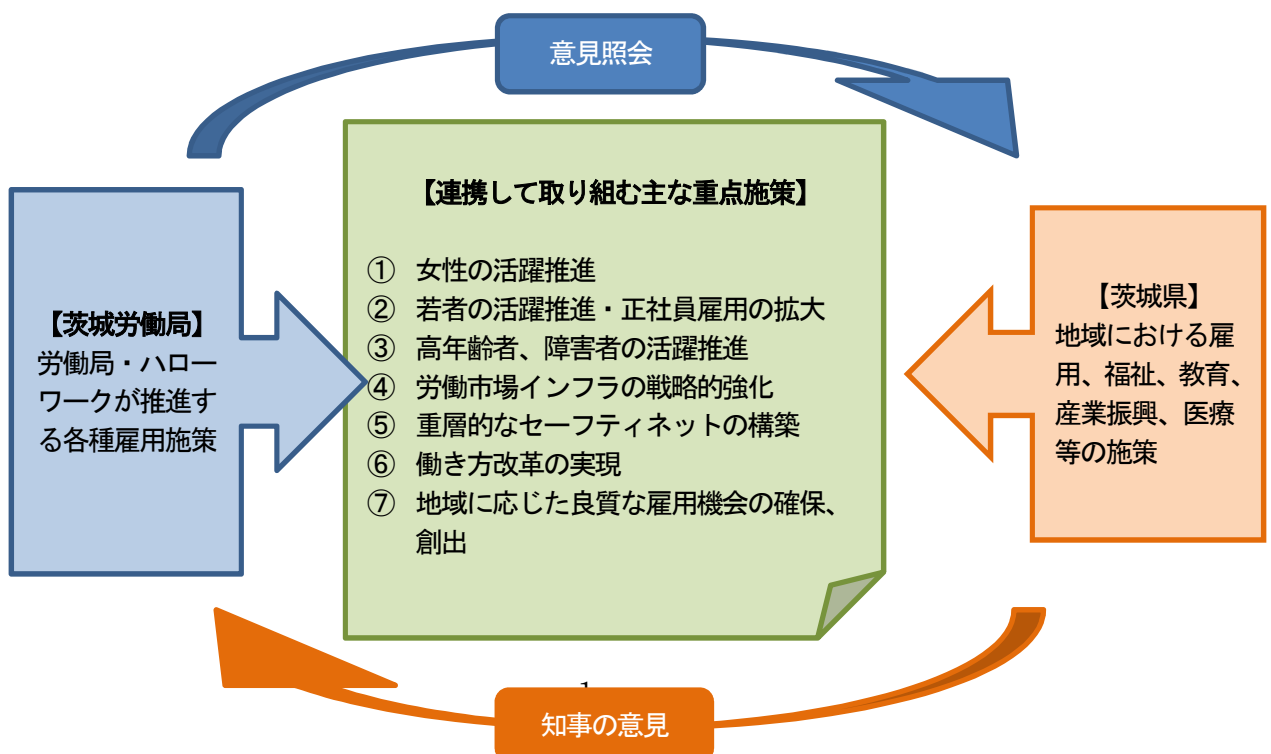 意見照会
【連携して取り組む主な重点施策】
① 女性の活躍推進
② 若者の活躍推進・正社員雇用の拡大
③ 高年齢者、障害者の活躍推進
④ 労働市場インフラの戦略的強化
⑤ 重層的なセーフティネットの構築
⑥ 働き方改革の実現
⑦ 地域に応じた良質な雇用機会の確保、
創出
【茨城労働局】
労働局・ハロー
ワークが推進す
る各種雇用施策
【茨城県】
地域における雇
用、福祉、教育、
産業振興、医療
等の施策
知事の意見